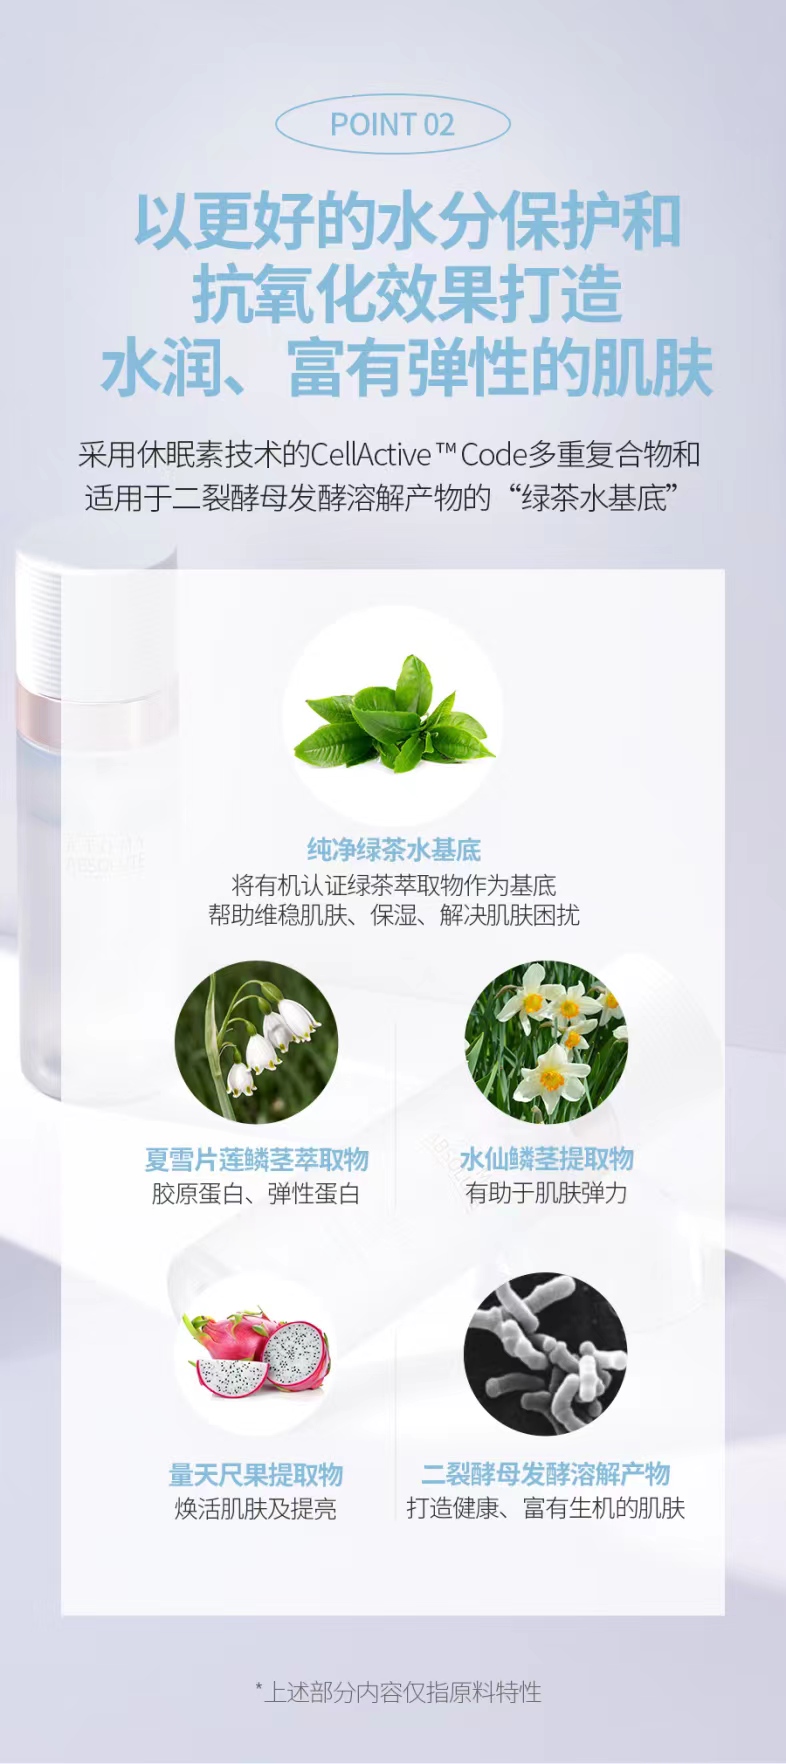 POINT 02
以更好的水分保护和
抗氧化效果打造
水润、富有弹性的肌肤
采用休眠素技术的CellActive™Code多重复合物和
适用于二裂酵母发酵溶解产物的“绿茶水基底”
纯净绿茶水基底
将有机认证绿茶萃取物作为基底
帮助维稳肌肤、保湿、解决肌肤困扰
夏雪片莲鳞茎萃取物
胶原蛋白、弹性蛋白
水仙鳞茎提取物
有助于肌肤弹力
量天尺果提取物
焕活肌肤及提亮
二裂酵母发酵溶解产物
打造健康、富有生机的肌肤
*上述部分内容仅指原料特性